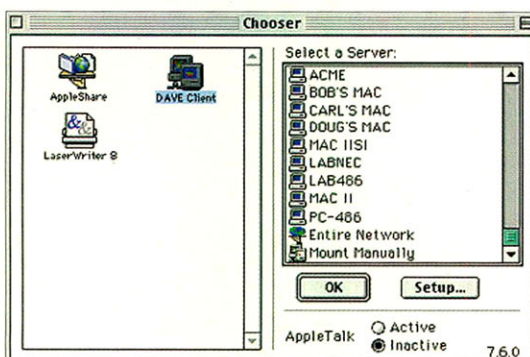 Chooser
AppleShare
DAVE Client
LaserWriter 8
Select a Server:
ACME
BOB'S MAC
CARL'S MAC
DOUG'S MAC
MAC IISI
LABNEC
LAB486
MAC II
PC-486
Entire Network
Mount Manually
OK
Setup...
AppleTalk
Active
Inactive
7.6.0